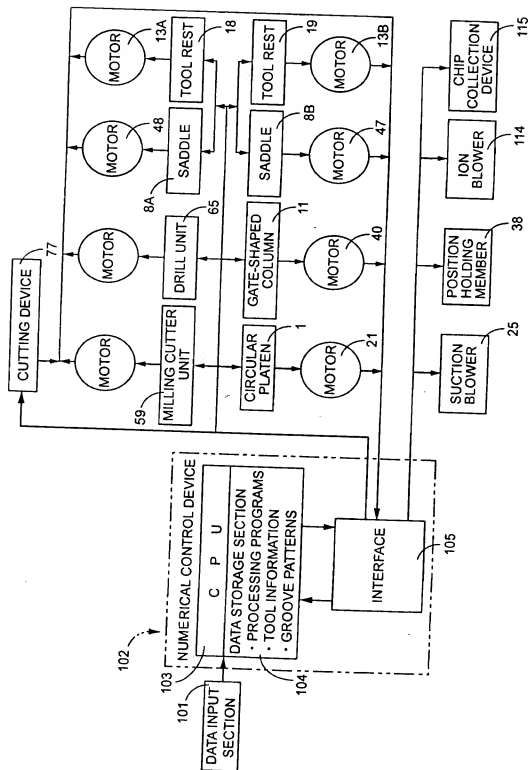 77
CUTTING DEVICE
13A
MOTOR
18
TOOL REST
19
TOOL REST
13B
MOTOR
48
MOTOR
8A
SADDLE
8B
SADDLE
47
MOTOR
MOTOR
65
DRILL UNIT
11
GATE-SHAPED
COLUMN
40
MOTOR
MOTOR
59
MILLING CUTTER
UNIT
1
CIRCULAR
PLATEN
21
MOTOR
115
CHIP
COLLECTION
DEVICE
114
ION
BLOWER
38
POSITION
HOLDING
MEMBER
25
SUCTION
BLOWER
102
NUMERICAL CONTROL DEVICE
103
C P U
DATA STORAGE SECTION
· PROCESSING PROGRAMS
· TOOL INFORMATION
· GROOVE PATTERNS
104
101
DATA INPUT
SECTION
INTERFACE
105